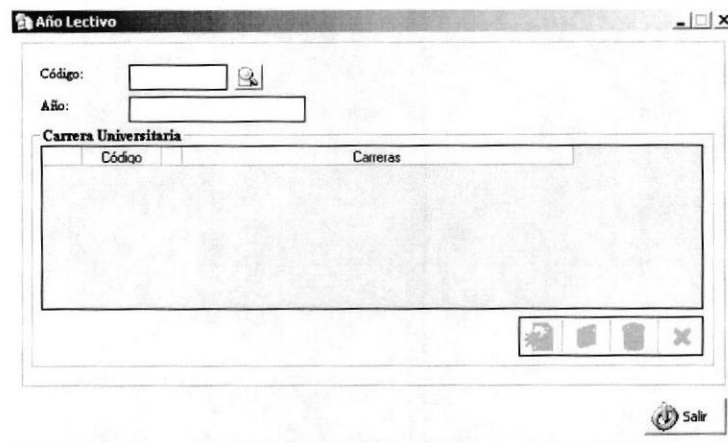 Año Lectivo
Código:
Año:
Carrera Universitaria
Código Carreras
Salir